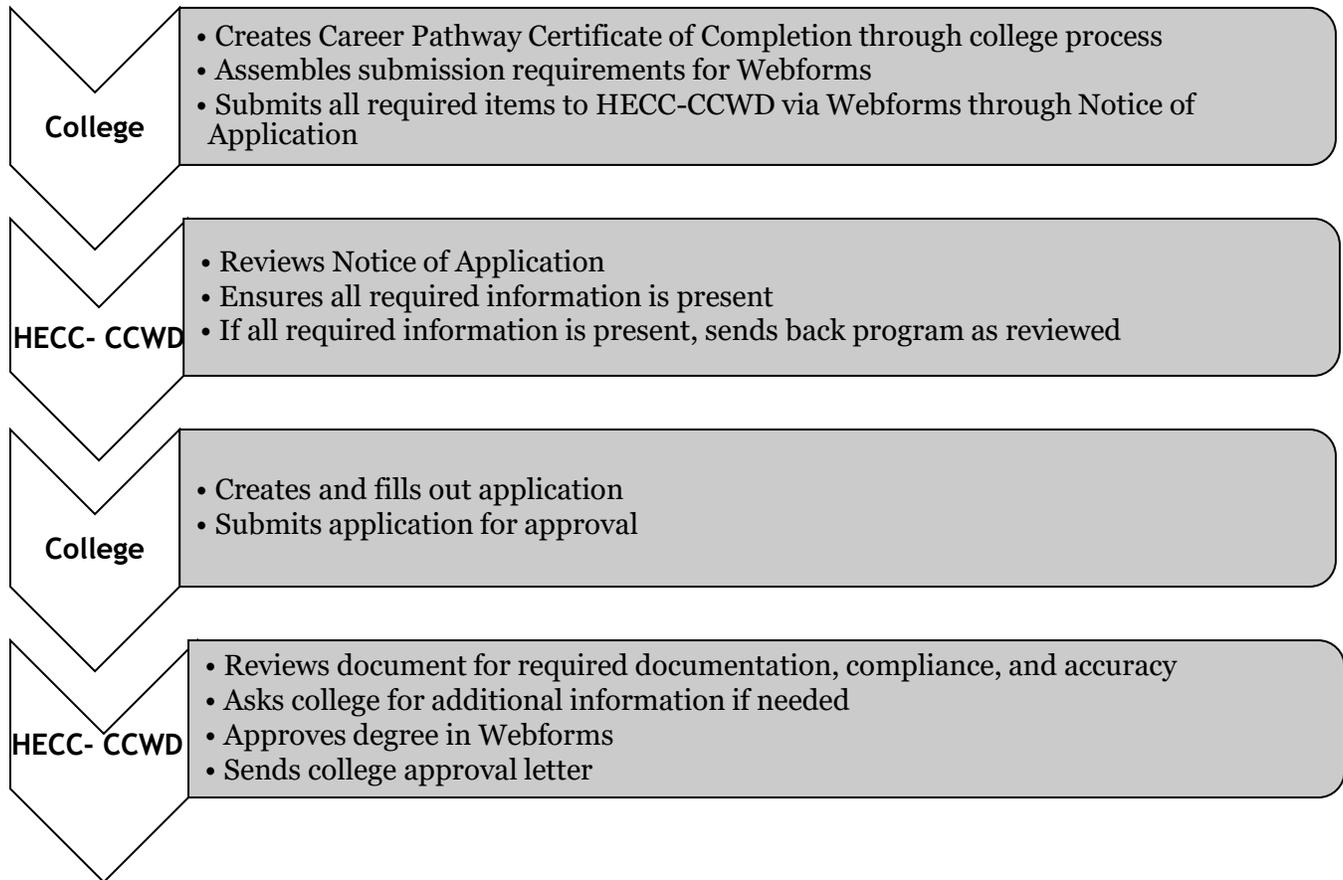 College
• Creates Career Pathway Certificate of Completion through college process
• Assembles submission requirements for Webforms
• Submits all required items to HECC-CCWD via Webforms through Notice of
Application
HECC- CCWD
• Reviews Notice of Application
• Ensures all required information is present
• If all required information is present, sends back program as reviewed
College
• Creates and fills out application
• Submits application for approval
HECC- CCWD
• Reviews document for required documentation, compliance, and accuracy
• Asks college for additional information if needed
• Approves degree in Webforms
• Sends college approval letter